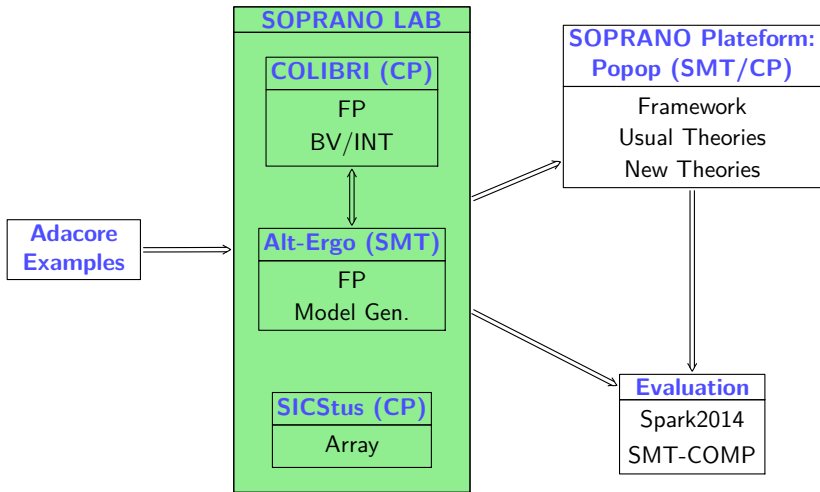 SOPRANO LAB
COLIBRI (CP)
FP
BV/INT
Alt-Ergo (SMT)
FP
Model Gen.
SICStus (CP)
Array
Adacore
Examples
SOPRANO Plateform:
Popop (SMT/CP)
Framework
Usual Theories
New Theories
Evaluation
Spark2014
SMT-COMP